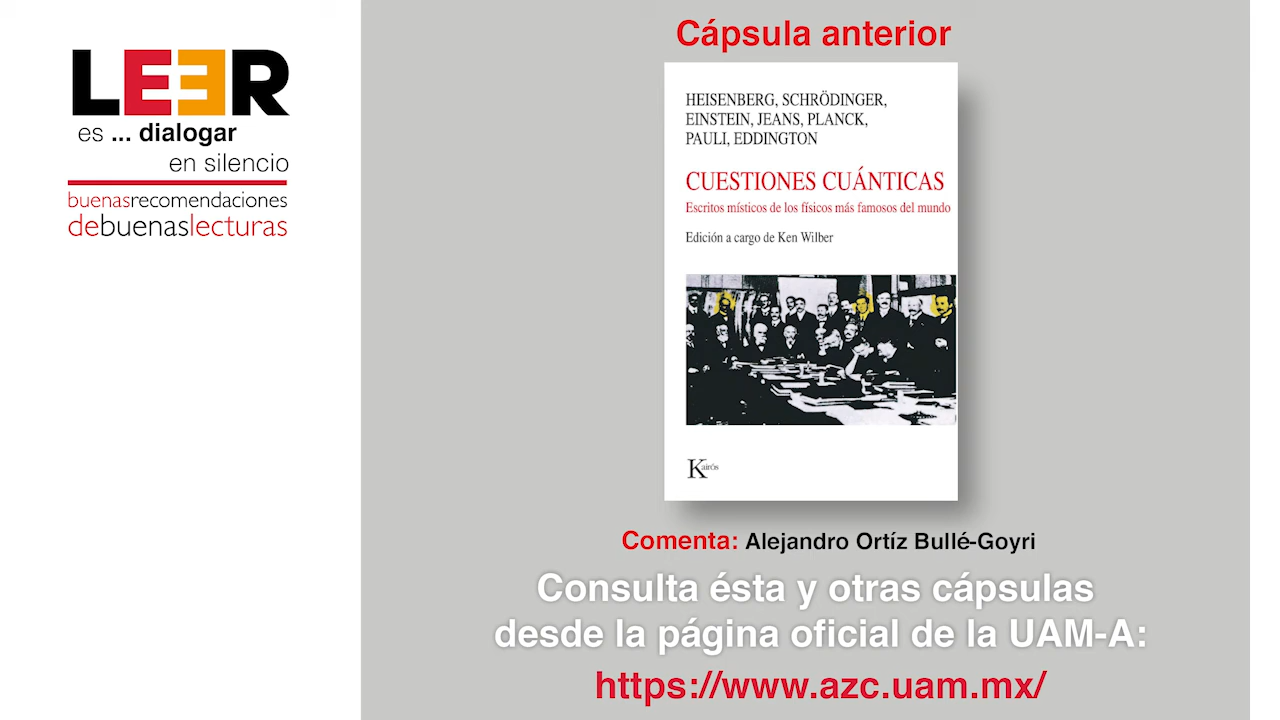 LEER
es ... dialogar
en silencio
buenasrecomendaciones
debuenaslecturas
Cápsula anterior
HEISENBERG, SCHRÖDINGER,
EINSTEIN, JEANS, PLANCK,
PAULI, EDDINGTON
CUESTIONES CUÁNTICAS
Escritos místicos de los físicos más famosos del mundo
Edición a cargo de Ken Wilber
Kairós
Comenta: Alejandro Ortíz Bullé-Goyri
Consulta ésta y otras cápsulas
desde la página oficial de la UAM-A:
https://www.azc.uam.mx/